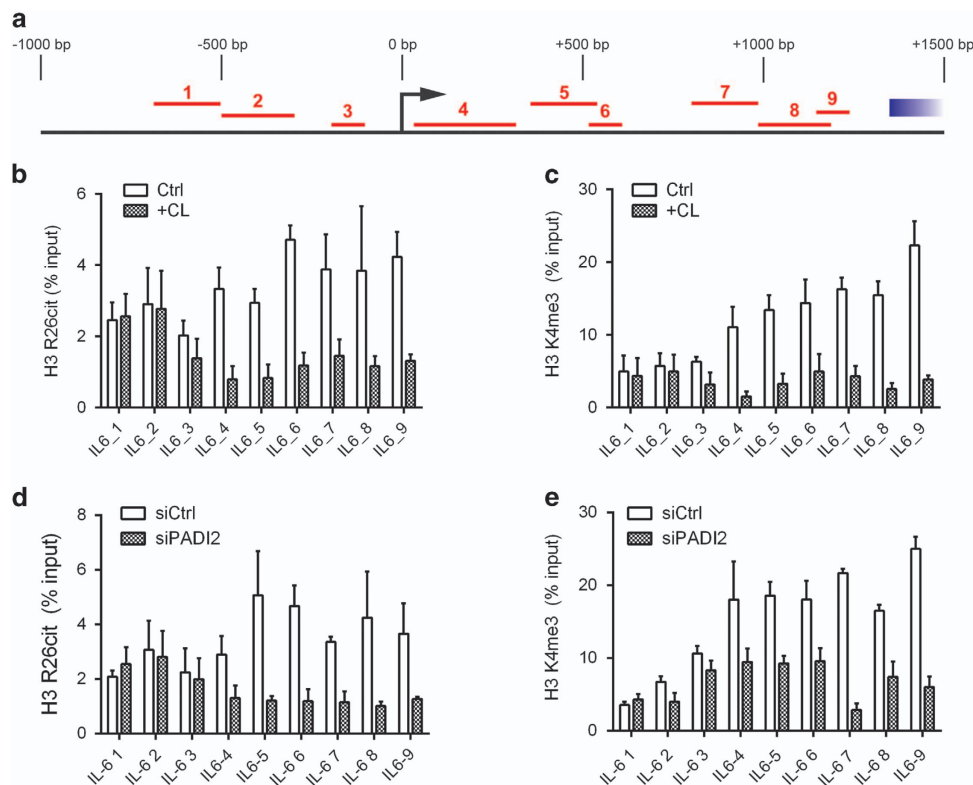 a
-1000 bp -500 bp 0 bp +500 bp +1000 bp +1500 bp
1 2 3 4 5 6 7 8 9
b
Ctrl
+CL
H3 R26cit (% input)
6
4
2
0
IL6_1 IL6_2 IL6_3 IL6_4 IL6_5 IL6_6 IL6_7 IL6_8 IL6_9
c
Ctrl
+CL
H3 K4me3 (% input)
30
20
10
0
IL6_1 IL6_2 IL6_3 IL6_4 IL6_5 IL6_6 IL6_7 IL6_8 IL6_9
d
siCtrl
siPADI2
H3 R26cit (% input)
8
6
4
2
0
IL-6 1 IL-6 2 IL-6 3 IL6-4 IL6-5 IL-6 6 IL-6 7 IL-6 8 IL6-9
e
siCtrl
siPADI2
H3 K4me3 (% input)
30
20
10
0
IL-6 1 IL-6 2 IL-6 3 IL6-4 IL6-5 IL-6 6 IL-6 7 IL-6 8 IL6-9